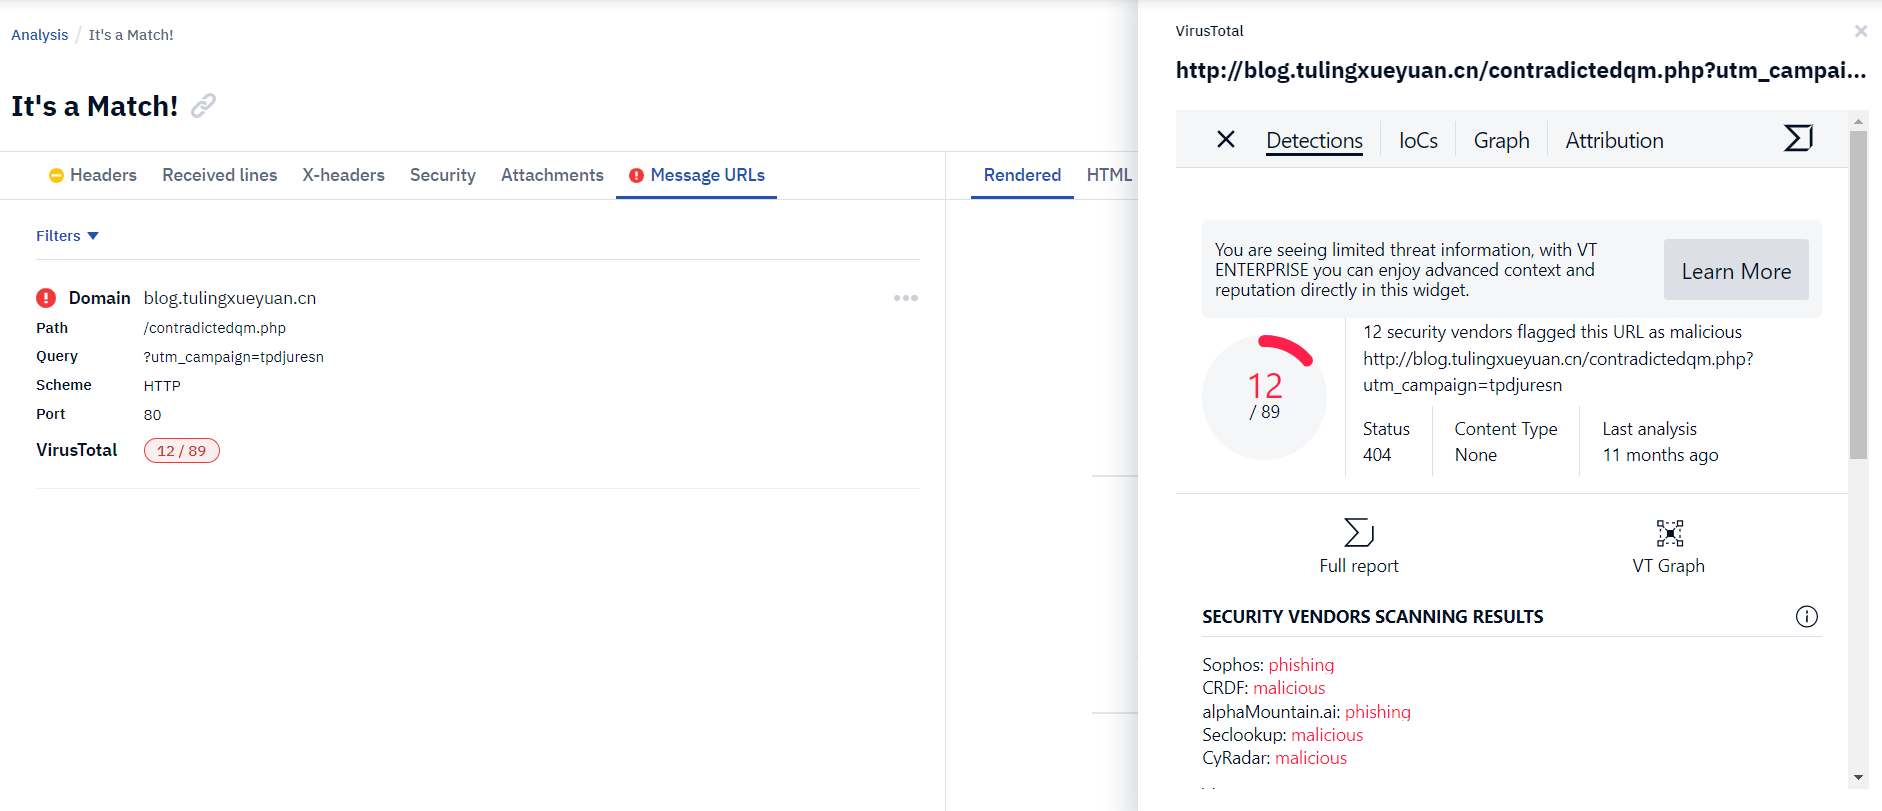 Analysis / It's a Match!
It's a Match!
Headers Received lines X-headers Security Attachments Message URLs
Filters
Domain blog.tulingxueyuan.cn
Path /contradictedqm.php
Query ?utm_campaign=tpdjuresn
Scheme HTTP
Port 80
VirusTotal 12 / 89
Rendered HTML
VirusTotal
http://blog.tulingxueyuan.cn/contradictedqm.php?utm_campai...
Detections IoCs Graph Attribution
You are seeing limited threat information, with VT
ENTERPRISE you can enjoy advanced context and
reputation directly in this widget.
Learn More
12
/ 89
12 security vendors flagged this URL as malicious
http://blog.tulingxueyuan.cn/contradictedqm.php?
utm_campaign=tpdjuresn
Status Content Type Last analysis
404 None 11 months ago
Full report VT Graph
SECURITY VENDORS SCANNING RESULTS
Sophos: phishing
CRDF: malicious
alphaMountain.ai: phishing
Seclookup: malicious
CyRadar: malicious